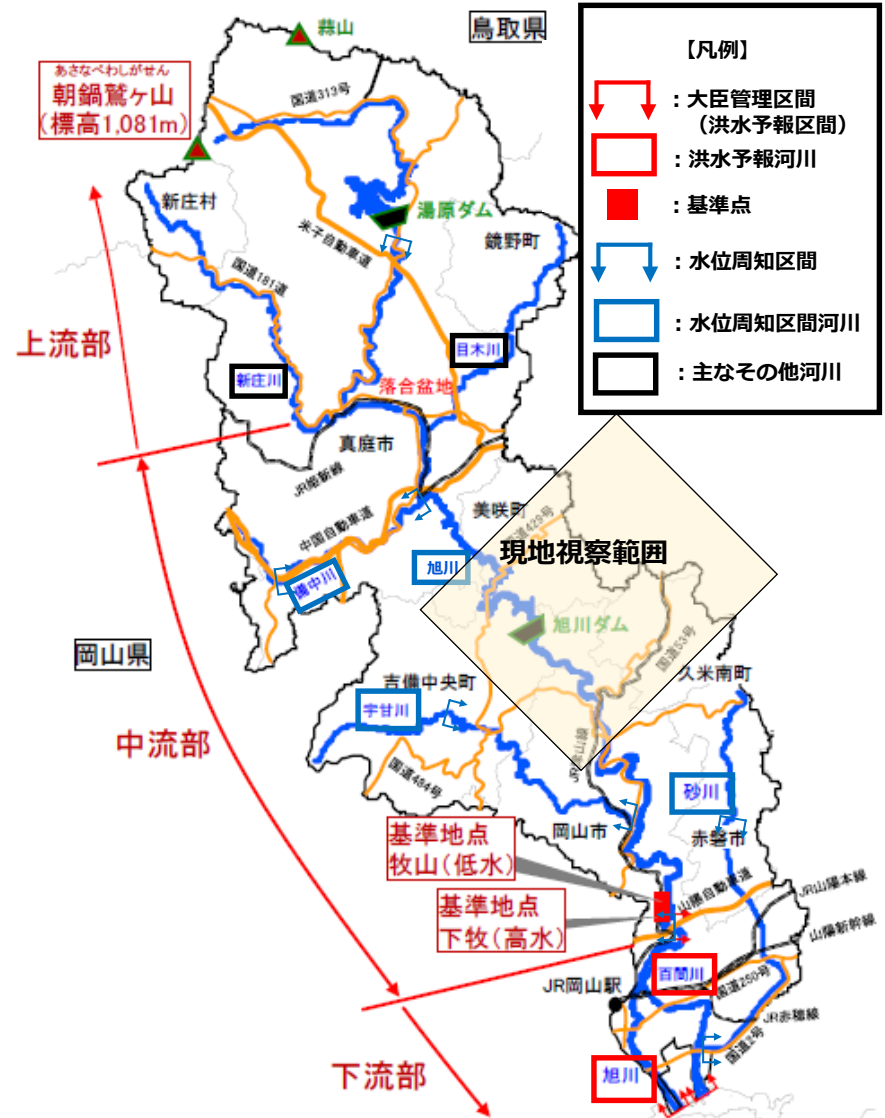 鳥取県
蒜山
あさなべわしがせん
朝鍋鷲ヶ山
(標高1,081m)
国道313号
新庄村
湯原ダム
米子自動車道
鏡野町
国道181道
上流部
目木川
新庄川
落合盆地
真庭市
JR姫新線
美咲町
国道429号
中国自動車道
現地視察範囲
旭川
備中川
旭川ダム
国道53号
岡山県
吉備中央町
久米南町
宇甘川
中流部
JR津山線
国道484号
砂川
岡山市
赤磐市
基準地点
牧山(低水)
山陽自動車道
JR山陽本線
基準地点
下牧(高水)
山陽新幹線
百間川
JR岡山駅
国道250号
JR赤穂線
国道2号
下流部
旭川
【凡例】
:大臣管理区間
(洪水予報区間)
:洪水予報河川
:基準点
:水位周知区間
:水位周知区間河川
:主なその他河川